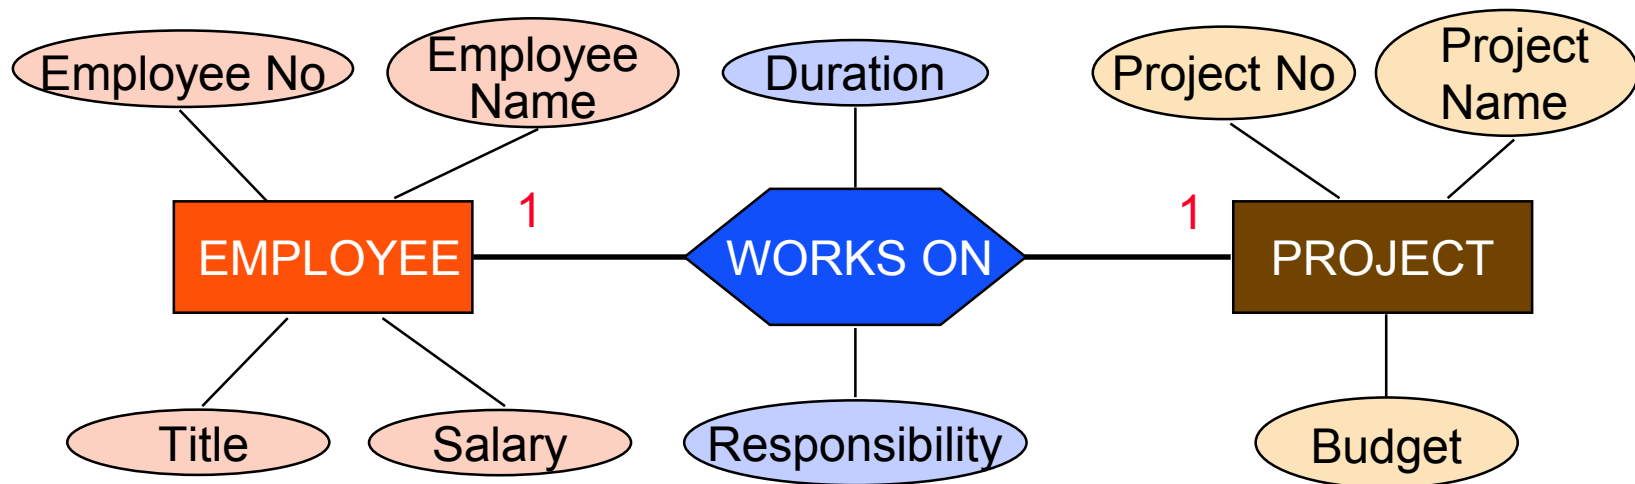 Employee No
Employee
Name
Duration
Project No
Project
Name
1
1
EMPLOYEE
WORKS ON
PROJECT
Title
Salary
Responsibility
Budget